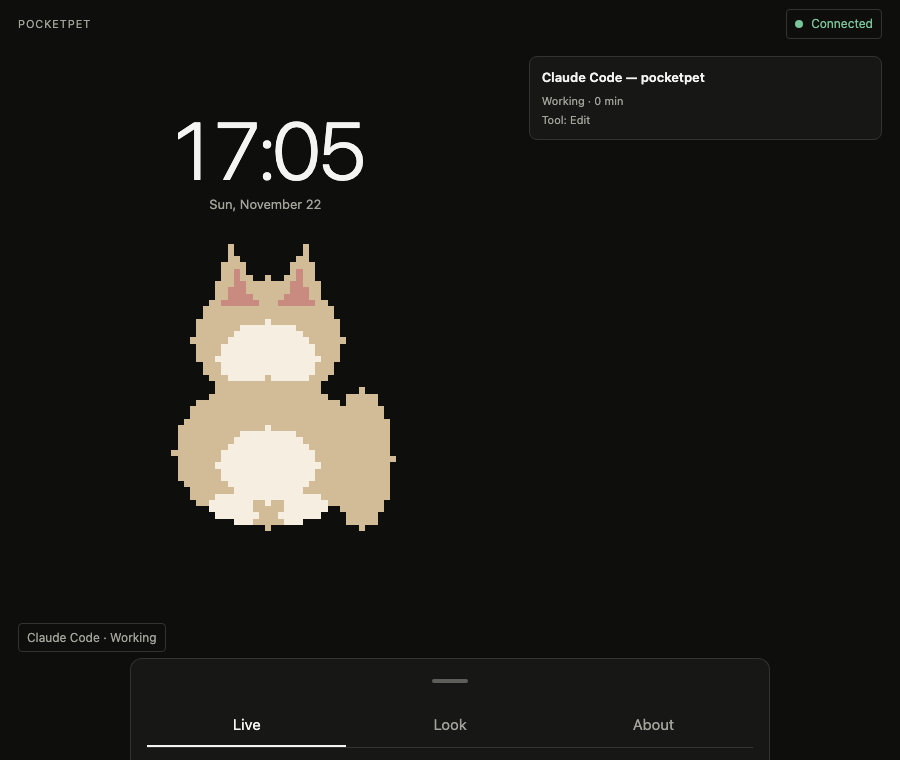 POCKETPET
Connected
Claude Code — pocketpet
Working · 0 min
Tool: Edit
17:05
Sun, November 22
Claude Code · Working
Live
Look
About